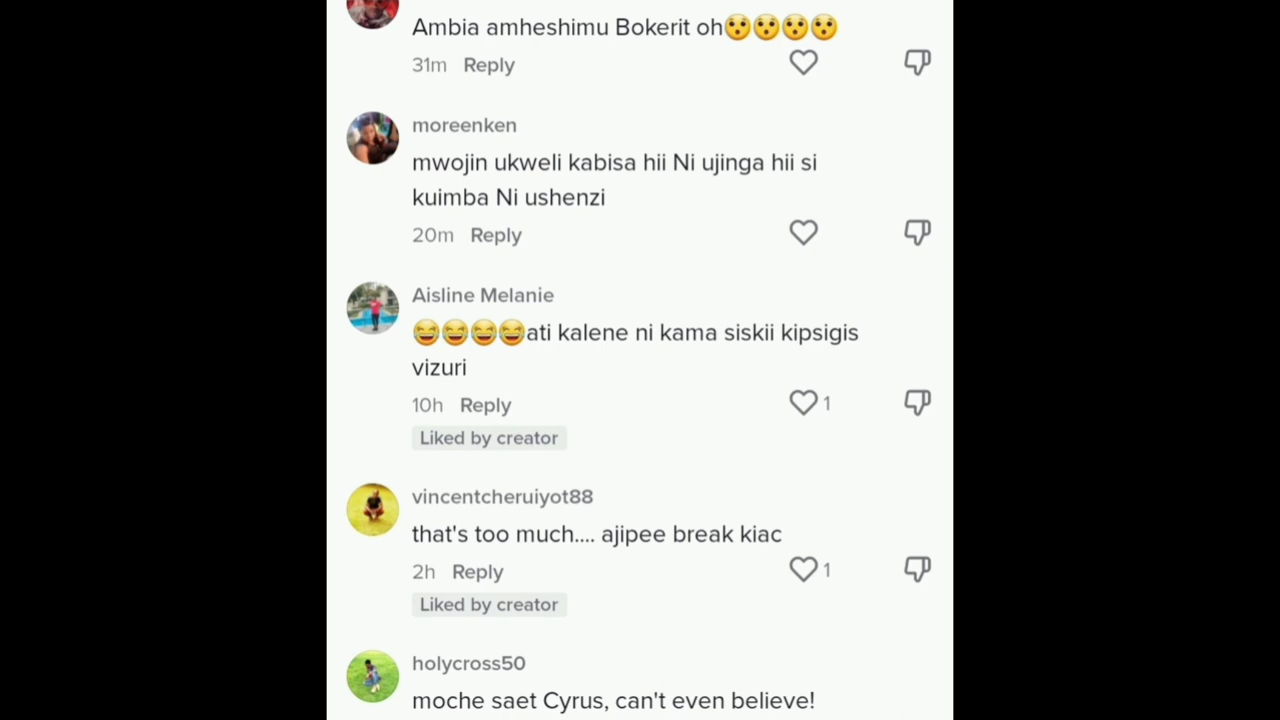 Ambia amheshimu Bokerit oh😯😯😯😯
31m Reply
moreenken
mwojin ukweli kabisa hii Ni ujinga hii si
kuimba Ni ushenzi
20m Reply
Aisline Melanie
😂😂😂😂ati kalene ni kama siskii kipsigis
vizuri
10h Reply 1
Liked by creator
vincentcheruiyot88
that's too much.... ajipee break kiac
2h Reply 1
Liked by creator
holycross50
moche saet Cyrus, can't even believe!